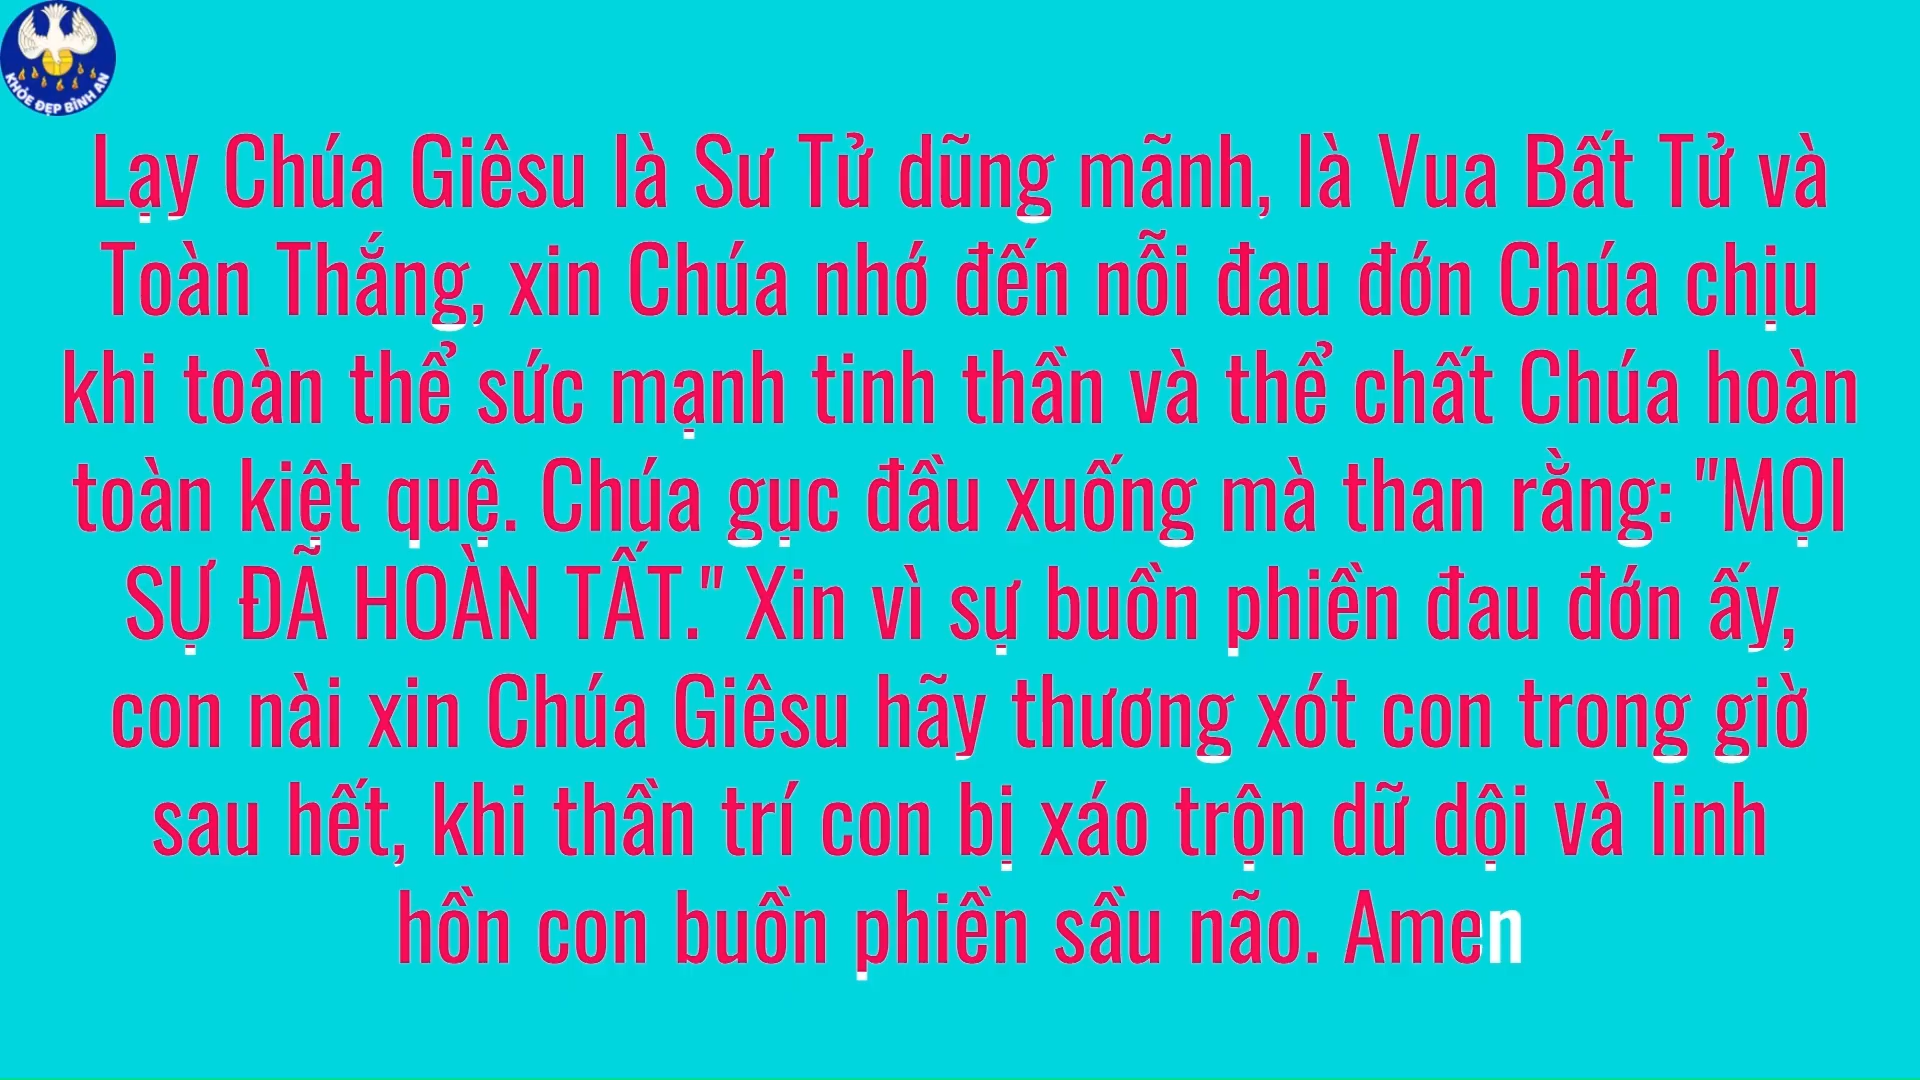 KHỎE ĐẸP BÌNH AN
Lạy Chúa Giêsu là Sư Tử dũng mãnh, là Vua Bất Tử và
Toàn Thắng, xin Chúa nhớ đến nỗi đau đớn Chúa chịu
khi toàn thể sức mạnh tinh thần và thể chất Chúa hoàn
toàn kiệt quệ. Chúa gục đầu xuống mà than rằng: "MỌI
SỰ ĐÃ HOÀN TẤT." Xin vì sự buồn phiền đau đớn ấy,
con nài xin Chúa Giêsu hãy thương xót con trong giờ
sau hết, khi thần trí con bị xáo trộn dữ dội và linh
hồn con buồn phiền sầu não. Amen